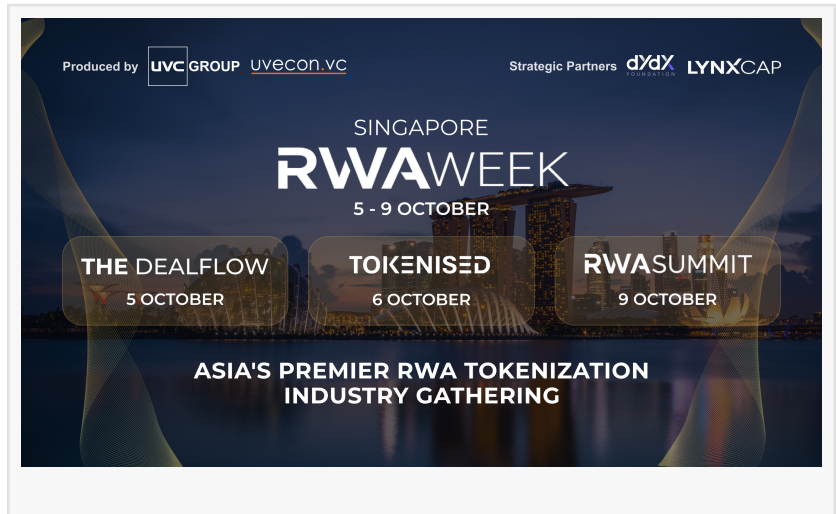 Produced by UVC GROUP uvecon.vc
Strategic Partners dYdX FOUNDATION LYNXCAP
SINGAPORE
RWAWEEK
5 - 9 OCTOBER
THE DEALFLOW
5 OCTOBER
TOKENISED
6 OCTOBER
RWASUMMIT
9 OCTOBER
ASIA'S PREMIER RWA TOKENIZATION
INDUSTRY GATHERING